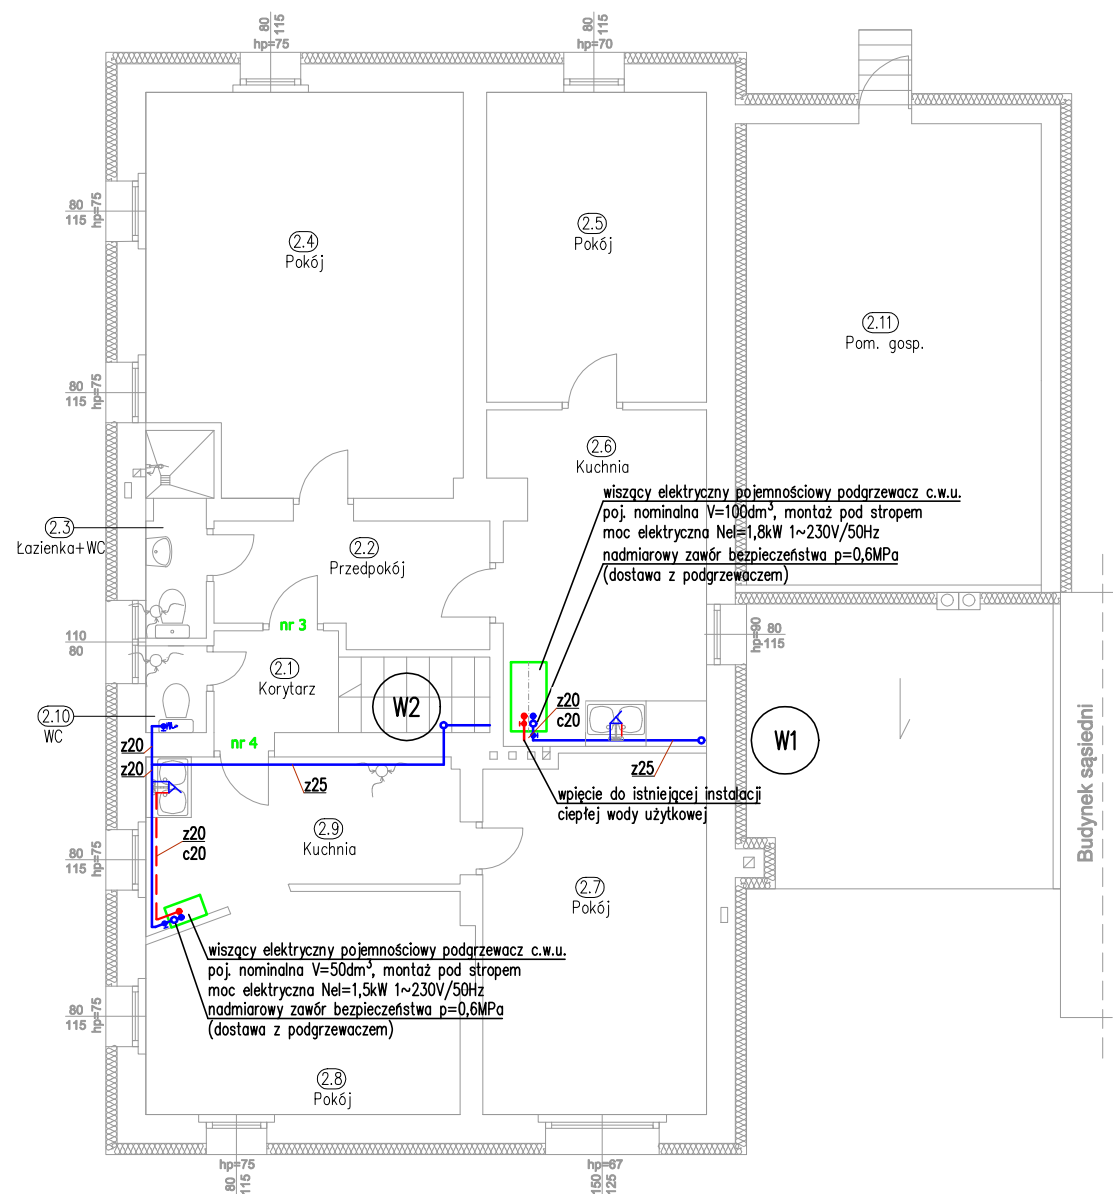 80
115
hp=75
80
115
hp=70
80
115
hp=75
2.4
Pokój
2.5
Pokój
2.11
Pom. gosp.
80
115
hp=75
2.6
Kuchnia
wiszący elektryczny pojemnościowy podgrzewacz c.w.u.
poj. nominalna V=100dm³, montaż pod stropem
moc elektryczna Nel=1,8kW 1~230V/50Hz
nadmiarowy zawór bezpieczeństwa p=0,6MPa
(dostawa z podgrzewaczem)
2.3
Łazienka+WC
2.2
Przedpokój
nr 3
110
80
hp=90
80
115
2.1
Korytarz
W2
z20
c20
W1
2.10
WC
nr 4
z20
z20
z25
z25
wpięcie do istniejącej instalacji
ciepłej wody użytkowej
Budynek sąsiedni
z20
c20
2.9
Kuchnia
80
115
hp=75
2.7
Pokój
wiszący elektryczny pojemnościowy podgrzewacz c.w.u.
poj. nominalna V=50dm³, montaż pod stropem
moc elektryczna Nel=1,5kW 1~230V/50Hz
nadmiarowy zawór bezpieczeństwa p=0,6MPa
(dostawa z podgrzewaczem)
80
115
hp=75
2.8
Pokój
hp=75
80
115
hp=67
150
125